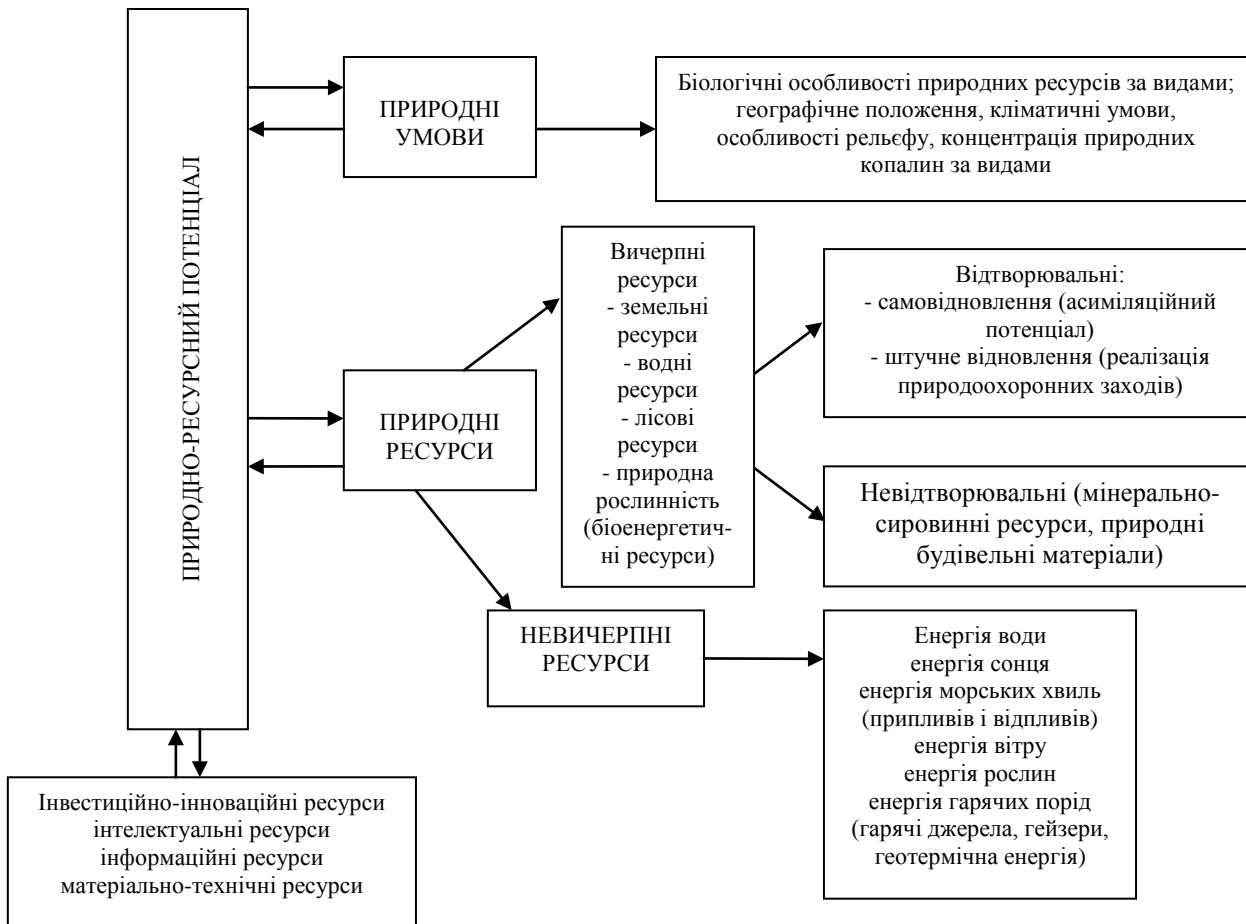 ПРИРОДНО-РЕСУРСНИЙ ПОТЕНЦІАЛ
ПРИРОДНІ
УМОВИ
Біологічні особливості природних ресурсів за видами;
географічне положення, кліматичні умови,
особливості рельєфу, концентрація природних
копалин за видами
ПРИРОДНІ
РЕСУРСИ
Вичерпні
ресурси
- земельні
ресурси
- водні
ресурси
- лісові
ресурси
- природна
рослинність
(біоенергетич-
ні ресурси)
Відтворювальні:
- самовідновлення (асиміляційний
потенціал)
- штучне відновлення (реалізація
природоохоронних заходів)
Невідтворювальні (мінерально-
сировинні ресурси, природні
будівельні матеріали)
НЕВИЧЕРПНІ
РЕСУРСИ
Енергія води
енергія сонця
енергія морських хвиль
(припливів і відпливів)
енергія вітру
енергія рослин
енергія гарячих порід
(гарячі джерела, гейзери,
геотермічна енергія)
Інвестиційно-інноваційні ресурси
інтелектуальні ресурси
інформаційні ресурси
матеріально-технічні ресурси